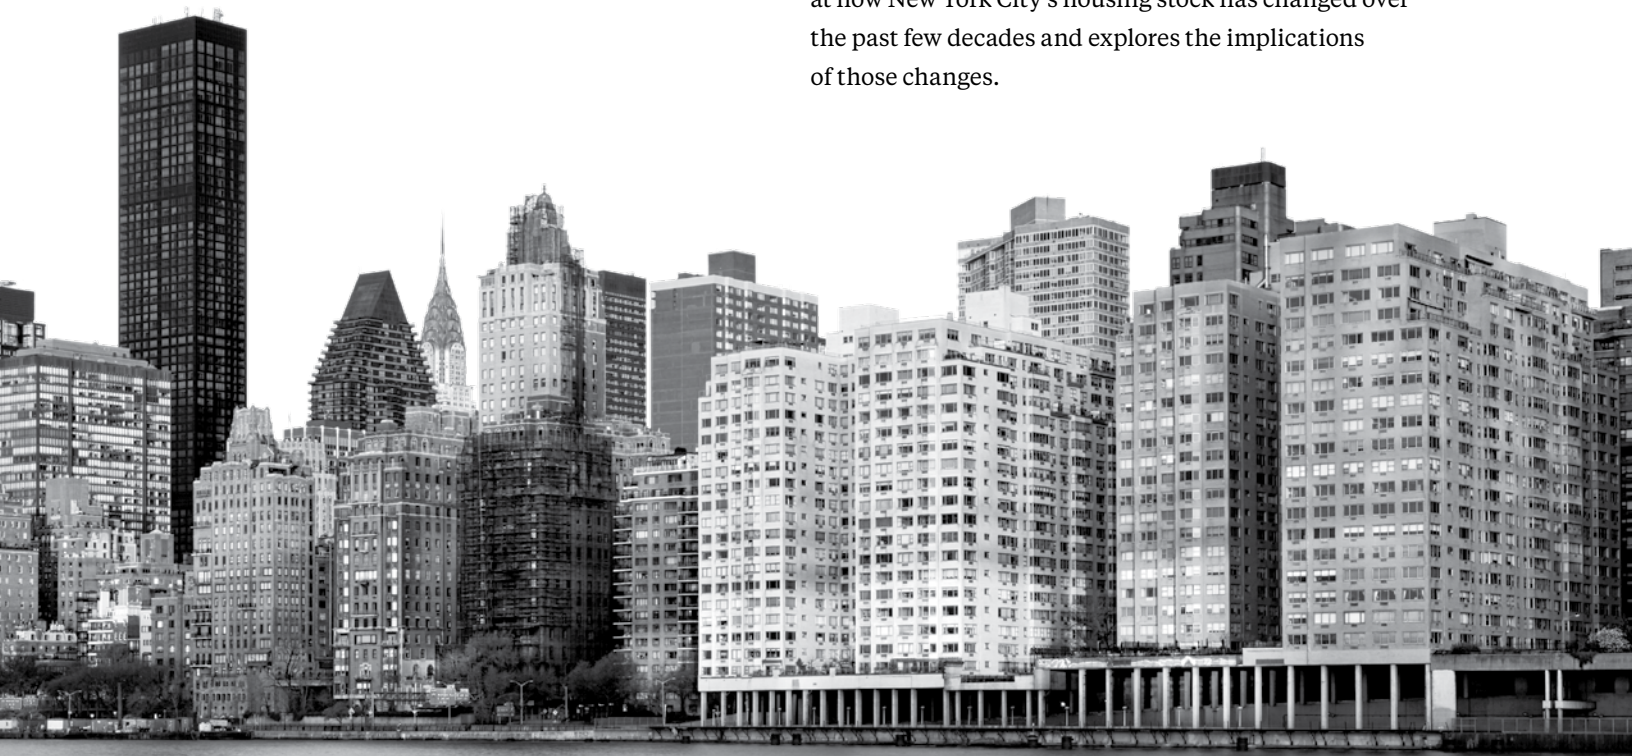 at how New York City's housing stock has changed over
the past few decades and explores the implications
of those changes.